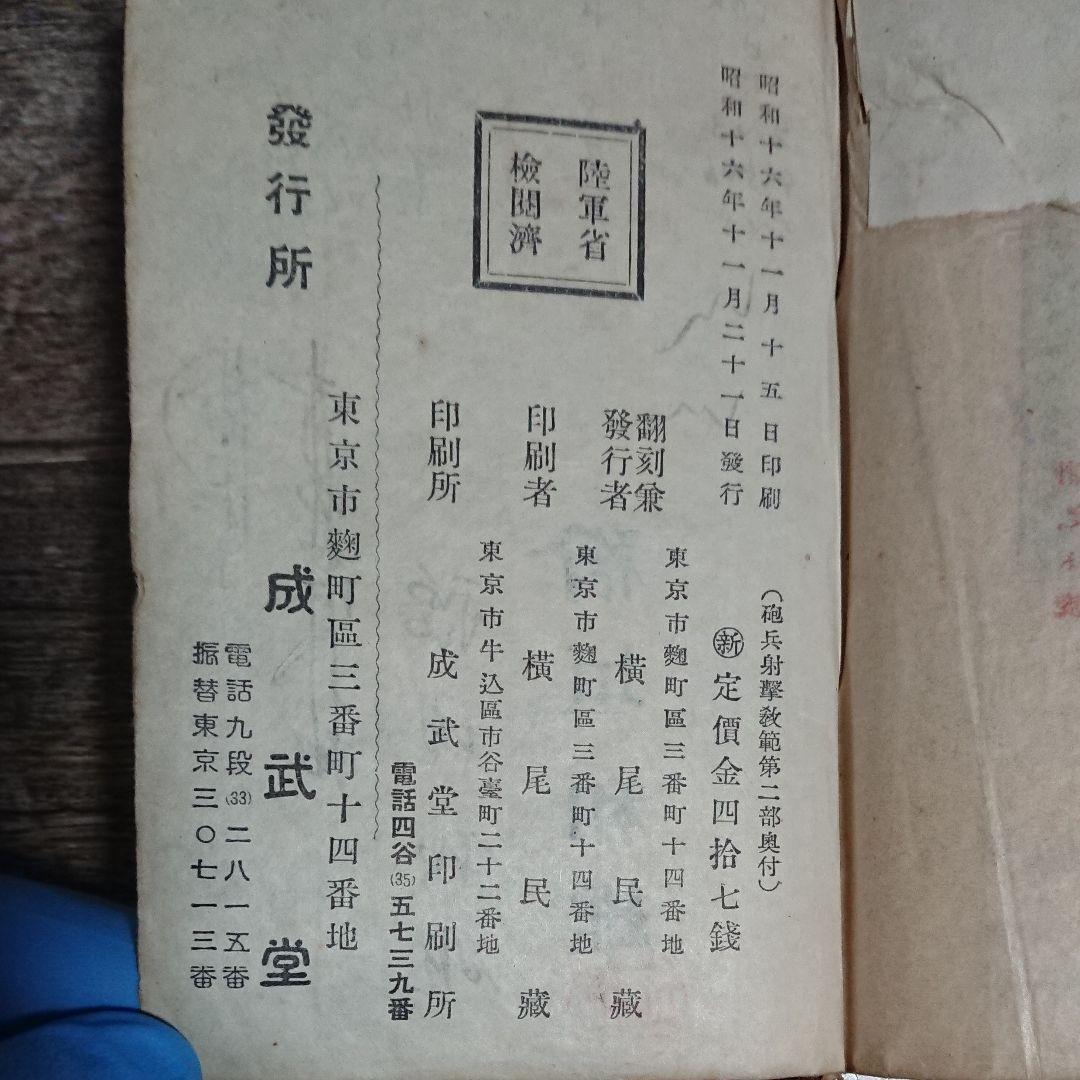 昭和十六年十一月十五日印刷
昭和十六年十一月二十一日發行
(砲兵射擊敎範第二部奧付)
㊟新定價金四拾七錢
陸軍省
檢閱濟
翻刻兼
發行者
東京市麴町區三番町十四番地
橫尾民藏
印刷者
東京市麴町區三番町十四番地
橫尾民藏
印刷所
東京市牛込區市谷臺町二十二番地
成武堂印刷所
電話四谷(35)五七三九番
發行所
東京市麴町區三番町十四番地
成武堂
電話九段(33)二八一五番
振替東京三〇七一三番